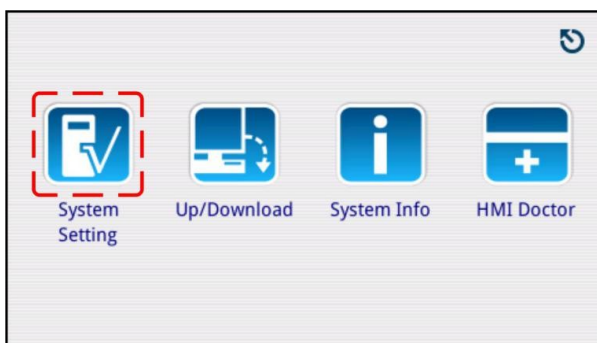 System
Setting
Up/Download
System Info
HMI Doctor